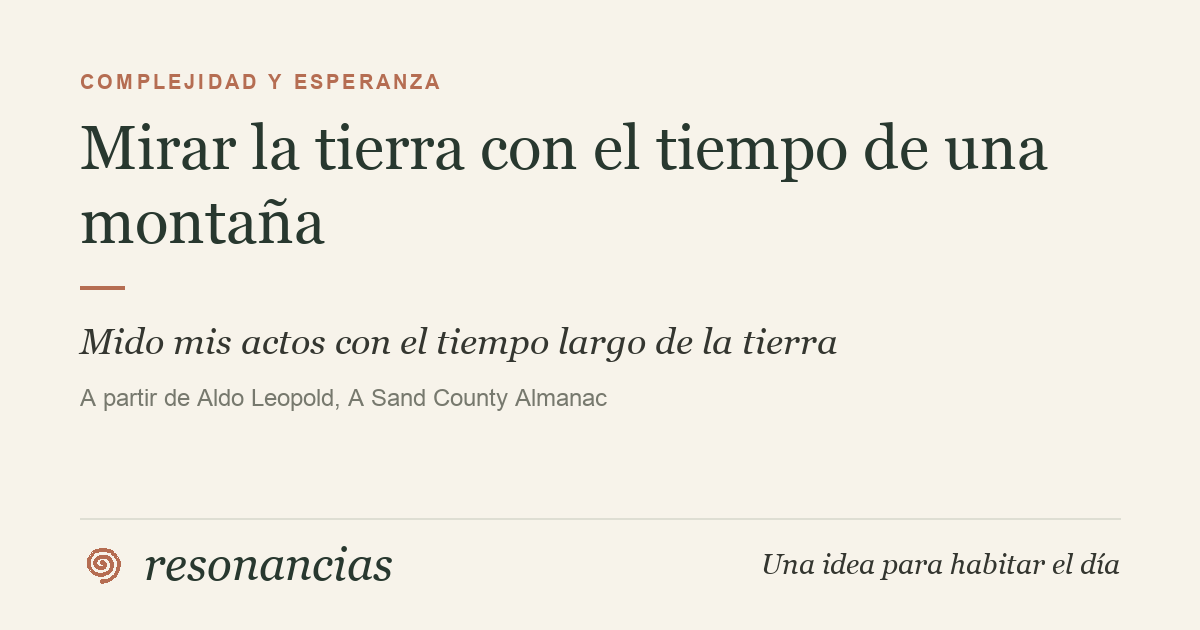 COMPLEJIDAD Y ESPERANZA
Mirar la tierra con el tiempo de una
montaña
Mido mis actos con el tiempo largo de la tierra
A partir de Aldo Leopold, A Sand County Almanac
resonancias
Una idea para habitar el día